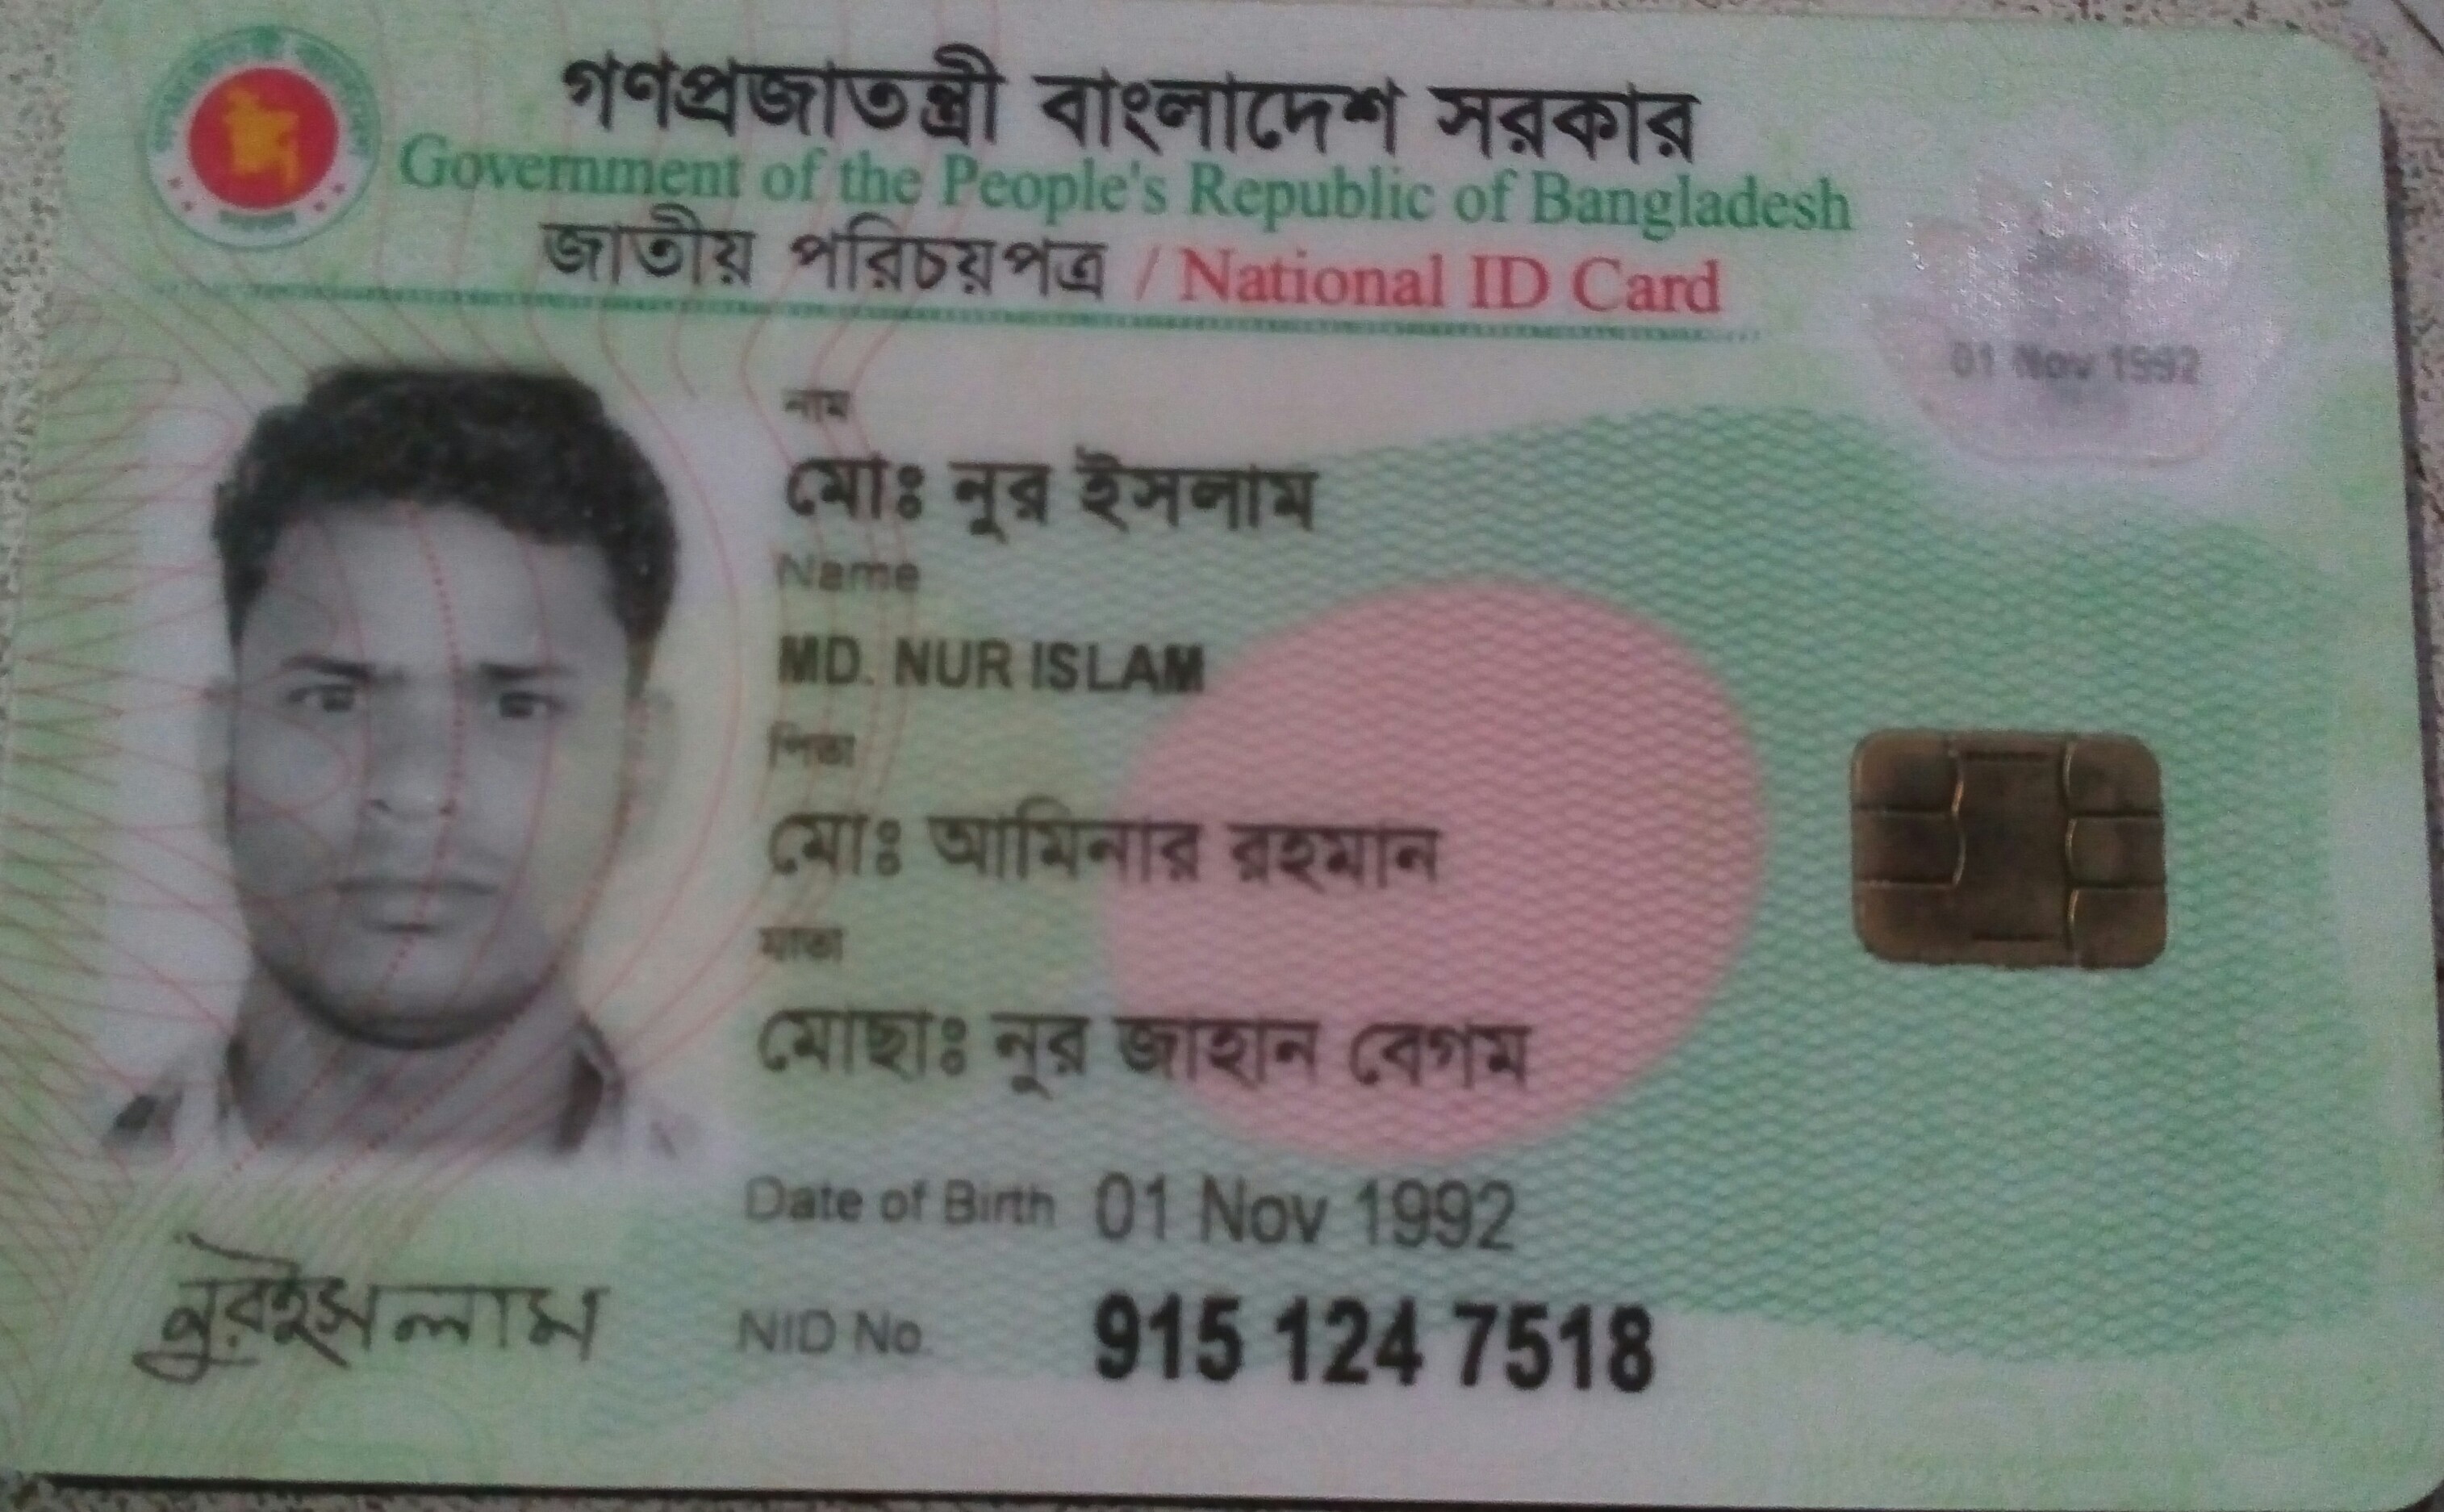 গণপ্রজাতন্ত্রী বাংলাদেশ সরকার
Government of the People's Republic of Bangladesh
জাতীয় পরিচয়পত্র / National ID Card
01 Nov 1992
নাম
মোঃ নুর ইসলাম
Name
MD. NUR ISLAM
পিতা
মোঃ আমিনার রহমান
মাতা
মোছাঃ নুর জাহান বেগম
Date of Birth 01 Nov 1992
নুরইসলাম
NID No. 915 124 7518